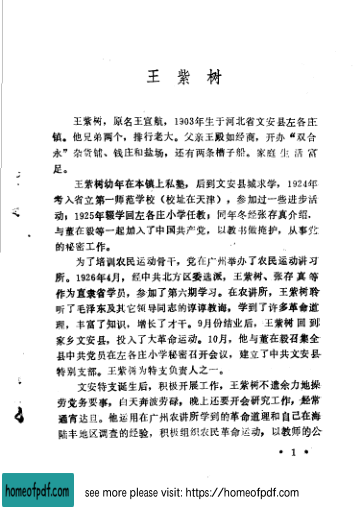 王紫树
王紫树，原名王宣航，1903年生于河北省文安县左各庄
镇。他兄弟两个，排行老大。父亲王殿如经商，开办“双合
永”杂货铺、钱庄和盐场，还有两条槽子船。家庭生活富
足。
王紫树幼年在本镇上私塾，后到文安县城求学，1924年
考入省立第一师范学校（校址在天津），参加过一些进步活
动；1925年辍学回左各庄小学任教；同年冬经张存真介绍，
与董在毅等一起加入了中国共产党，以教书做掩护，从事党
的秘密工作。
为了培训农民运动骨干，党在广州举办了农民运动讲习
所。1926年4月，经中共北方区委选派，王紫树、张存真等
作为直隶省学员，参加了第六期学习。在农讲所，王紫树聆
听了毛泽东及其它领导同志的谆谆教诲，学到了许多革命道
理，丰富了知识，增长了才干。9月份结业后，王紫树回到
家乡文安县，投入了大革命运动。10月，他与董在毅召集全
县中共党员在左各庄小学秘密召开会议，建立了中共文安县
特别支部。王紫树为特支负责人之一。
文安特支诞生后，积极开展工作，王紫树不遗余力地操
劳党务要事，白天奔波劳碌，晚上还要开会研究工作，经常
通宵达旦。他运用在广州农讲所学到的革命道理和自己在海
陆丰地区调查的经验，积极组织农民革命运动，以教师的公
• 1 •
homeofpdf.com
see more please visit: https://homeofpdf.com